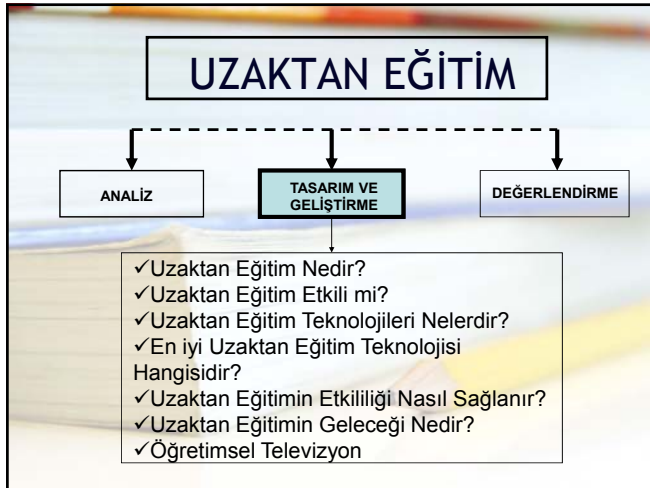 UZAKTAN EĞİTİM
ANALİZ
TASARIM VE
GELİŞTİRME
DEĞERLENDİRME
✓Uzaktan Eğitim Nedir?
✓Uzaktan Eğitim Etkili mi?
✓Uzaktan Eğitim Teknolojileri Nelerdir?
✓En iyi Uzaktan Eğitim Teknolojisi
Hangisidir?
✓Uzaktan Eğitimin Etkililiği Nasıl Sağlanır?
✓Uzaktan Eğitimin Geleceği Nedir?
✓Öğretimsel Televizyon